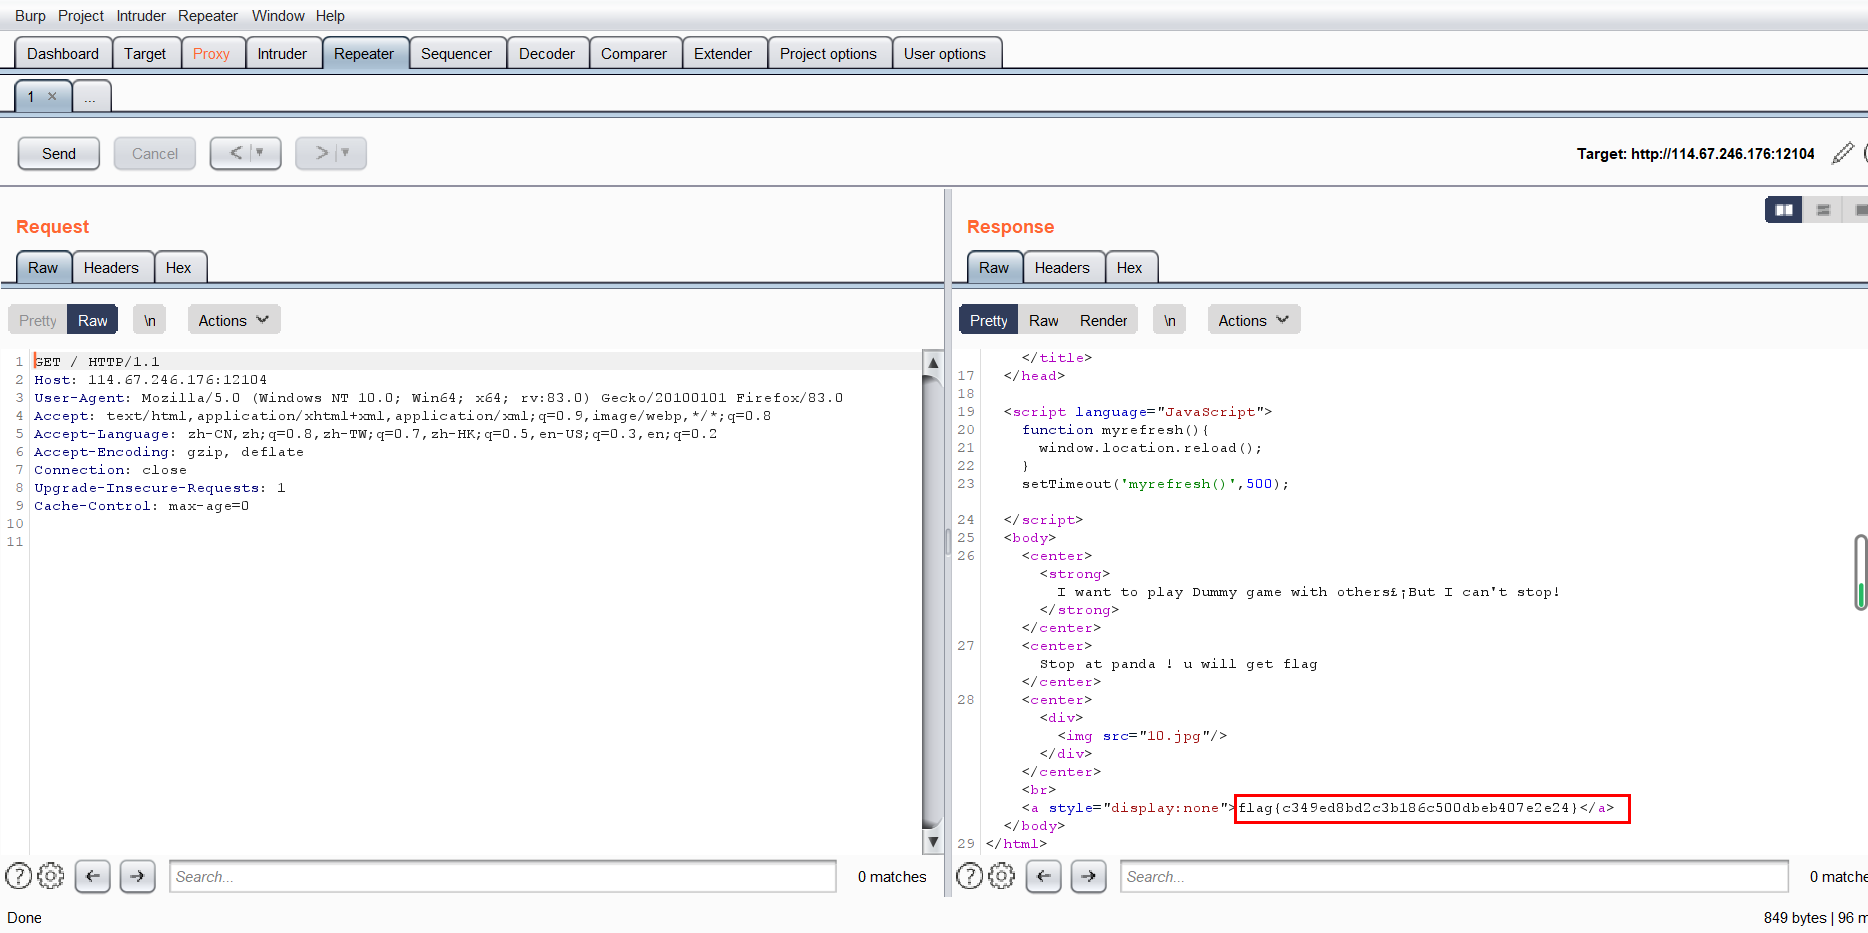 Burp Project Intruder Repeater Window Help
Dashboard Target Proxy Intruder Repeater Sequencer Decoder Comparer Extender Project options User options
1 × ...
Send Cancel < ▼ > ▼ Target: http://114.67.246.176:12104
Request
Raw Headers Hex
Pretty Raw \n Actions
1 GET / HTTP/1.1
2 Host: 114.67.246.176:12104
3 User-Agent: Mozilla/5.0 (Windows NT 10.0; Win64; x64; rv:83.0) Gecko/20100101 Firefox/83.0
4 Accept: text/html,application/xhtml+xml,application/xml;q=0.9,image/webp,*/*;q=0.8
5 Accept-Language: zh-CN,zh;q=0.8,zh-TW;q=0.7,zh-HK;q=0.5,en-US;q=0.3,en;q=0.2
6 Accept-Encoding: gzip, deflate
7 Connection: close
8 Upgrade-Insecure-Requests: 1
9 Cache-Control: max-age=0
10
11
? Search... 0 matches
Response
Raw Headers Hex
Pretty Raw Render \n Actions
</title>
17 </head>
18
19 <script language="JavaScript">
20 function myrefresh(){
21 window.location.reload();
22 }
23 setTimeout('myrefresh()',500);
24 </script>
25 <body>
26 <center>
<strong>
I want to play Dummy game with others£¡But I can't stop!
</strong>
</center>
27 <center>
Stop at panda ! u will get flag
</center>
28 <center>
<div>
<img src="10.jpg"/>
</div>
</center>
<br>
<a style="display:none">flag{c349ed8bd2c3b186c500dbeb407e2e24}</a>
</body>
29 </html>
? Search... 0 matche
Done 849 bytes | 96 m